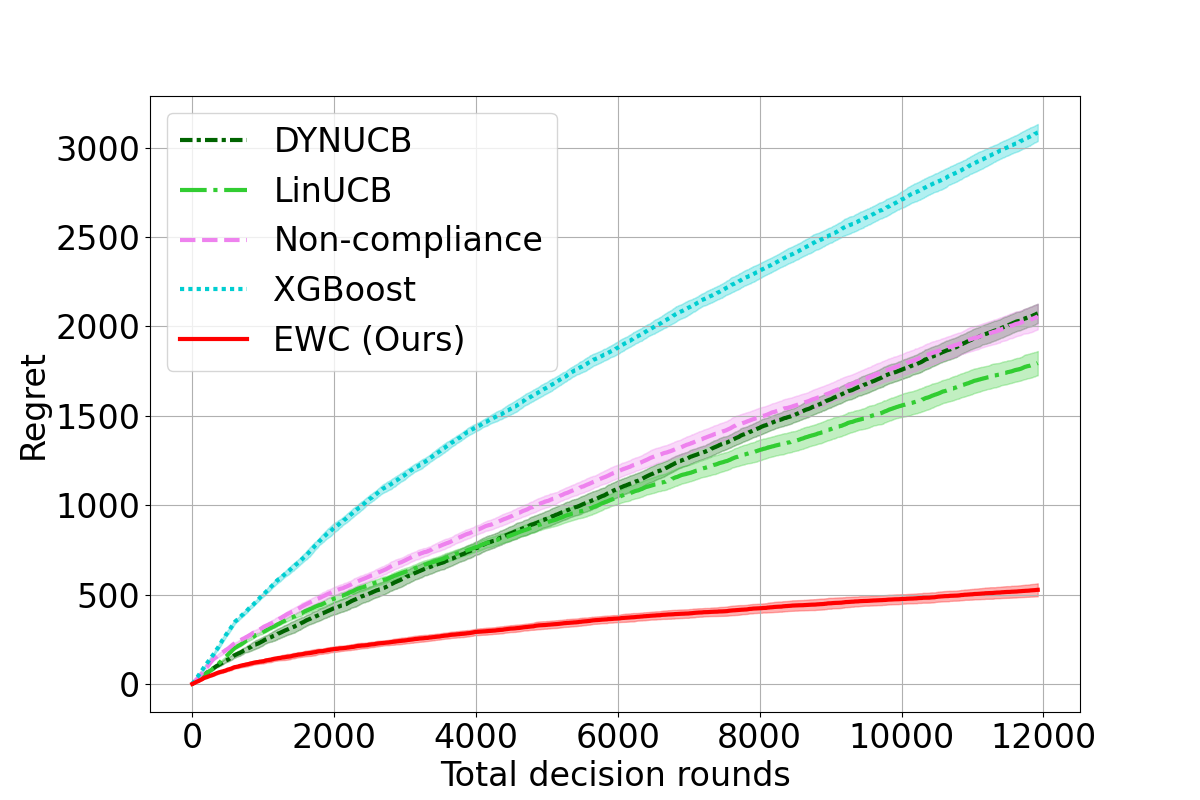 DYNUCB
LinUCB
Non-compliance
XGBoost
EWC (Ours)
Regret
3000
2500
2000
1500
1000
500
0
0 2000 4000 6000 8000 10000 12000
Total decision rounds